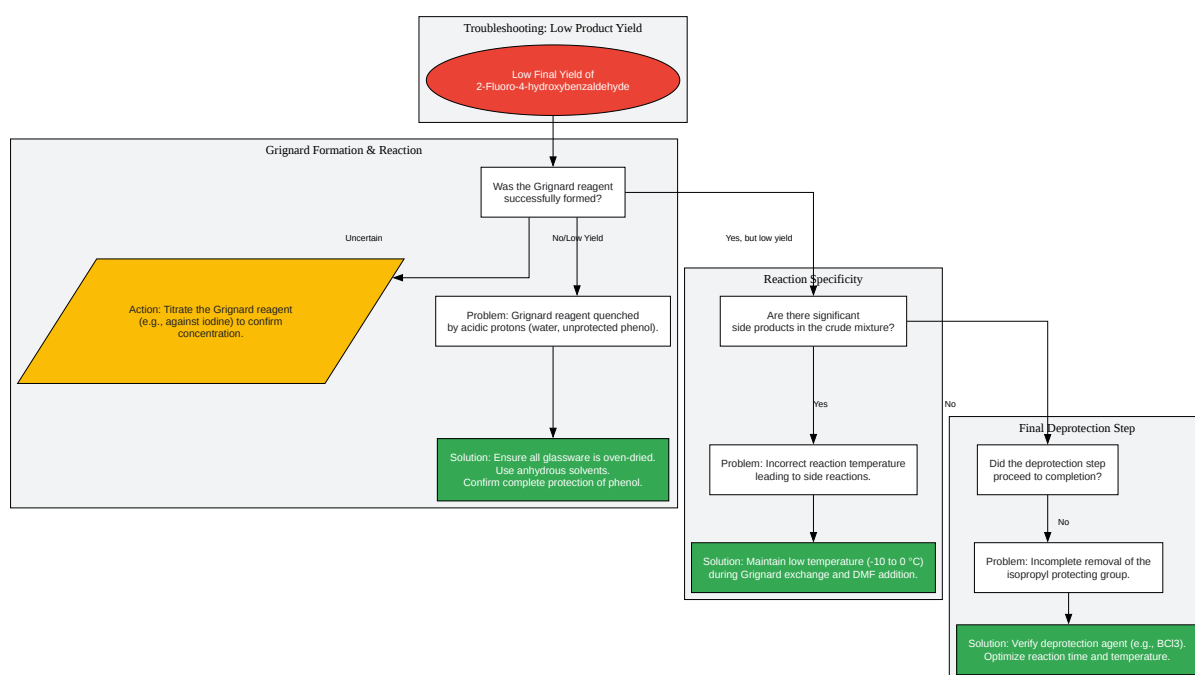 Troubleshooting: Low Product Yield
Low Final Yield of
2-Fluoro-4-hydroxybenzaldehyde
Grignard Formation & Reaction
Was the Grignard reagent
successfully formed?
Uncertain
No/Low Yield
Yes, but low yield
Action: Titrate the Grignard reagent
(e.g., against iodine) to confirm
concentration.
Problem: Grignard reagent quenched
by acidic protons (water, unprotected phenol).
Solution: Ensure all glassware is oven-dried.
Use anhydrous solvents.
Confirm complete protection of phenol.
Reaction Specificity
Are there significant
side products in the crude mixture?
Yes
No
Problem: Incorrect reaction temperature
leading to side reactions.
Solution: Maintain low temperature (-10 to 0 °C)
during Grignard exchange and DMF addition.
Final Deprotection Step
Did the deprotection step
proceed to completion?
No
Problem: Incomplete removal of the
isopropyl protecting group.
Solution: Verify deprotection agent (e.g., BCl3).
Optimize reaction time and temperature.